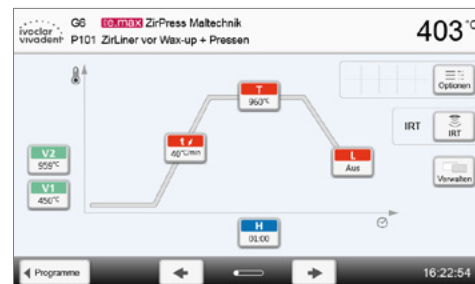 ivoclar
vivadent
G6 IPS e.max ZirPress Maltechnik
P101 ZirLiner vor Wax-up + Pressen
403 °C
Optionen
T
960°C
IRT
IRT
t↗
40°C/min
V2
959°C
L
Aus
Verwalten
V1
450°C
H
01:00
Programme
16:22:54